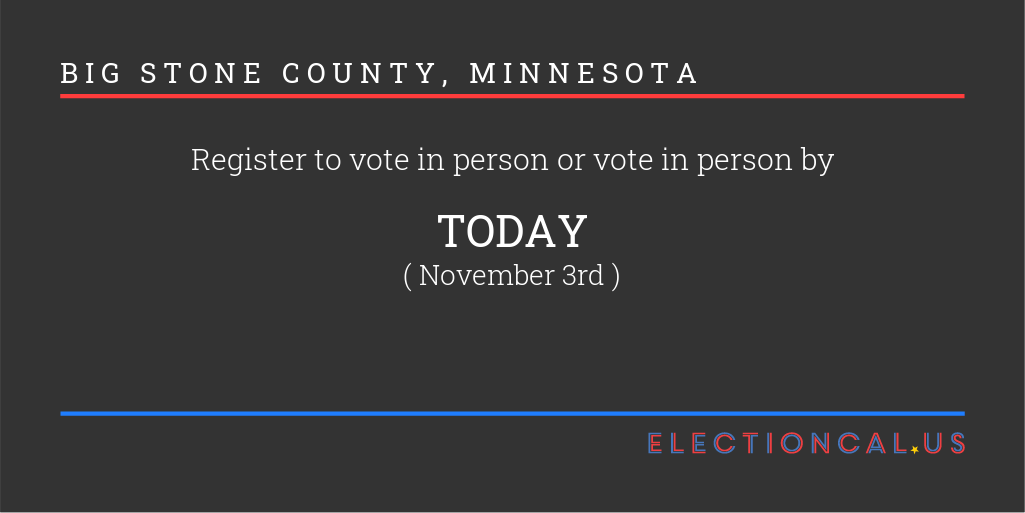 BIG STONE COUNTY, MINNESOTA
Register to vote in person or vote in person by
TODAY
( November 3rd )
ELECTIONCAL.US